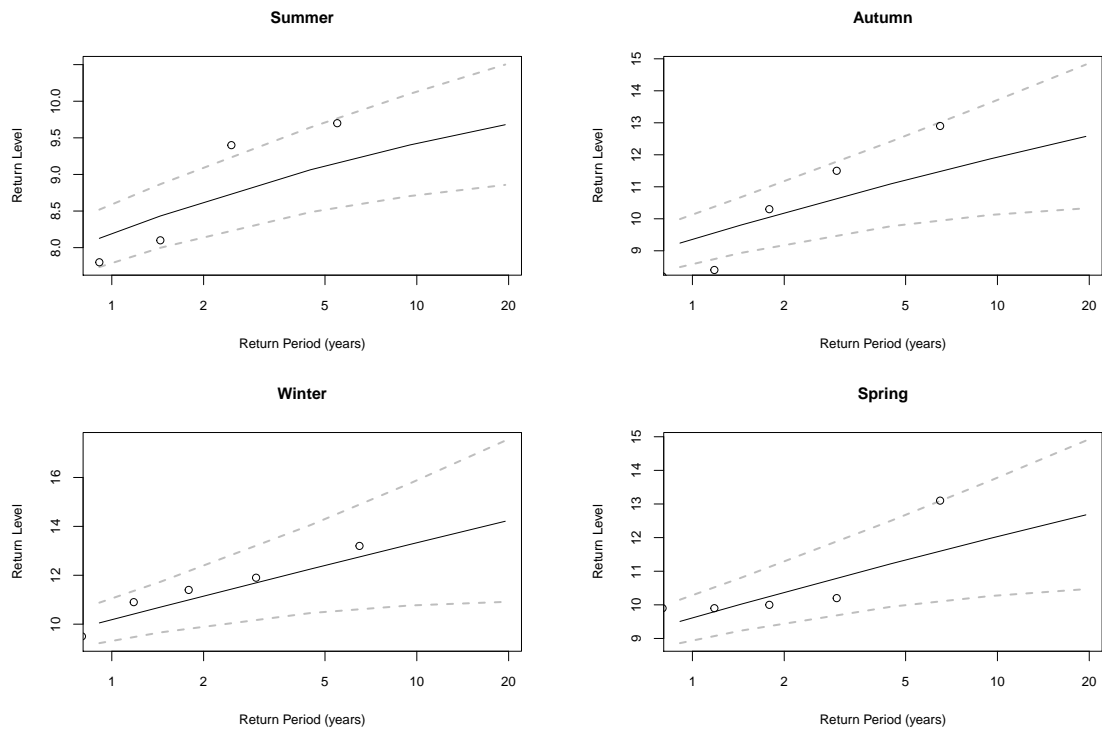 Summer
Return Level
8.0 8.5 9.0 9.5 10.0
1 2 5 10 20
Return Period (years)
Autumn
Return Level
9 10 11 12 13 14 15
1 2 5 10 20
Return Period (years)
Winter
Return Level
10 12 14 16
1 2 5 10 20
Return Period (years)
Spring
Return Level
9 10 11 12 13 14 15
1 2 5 10 20
Return Period (years)